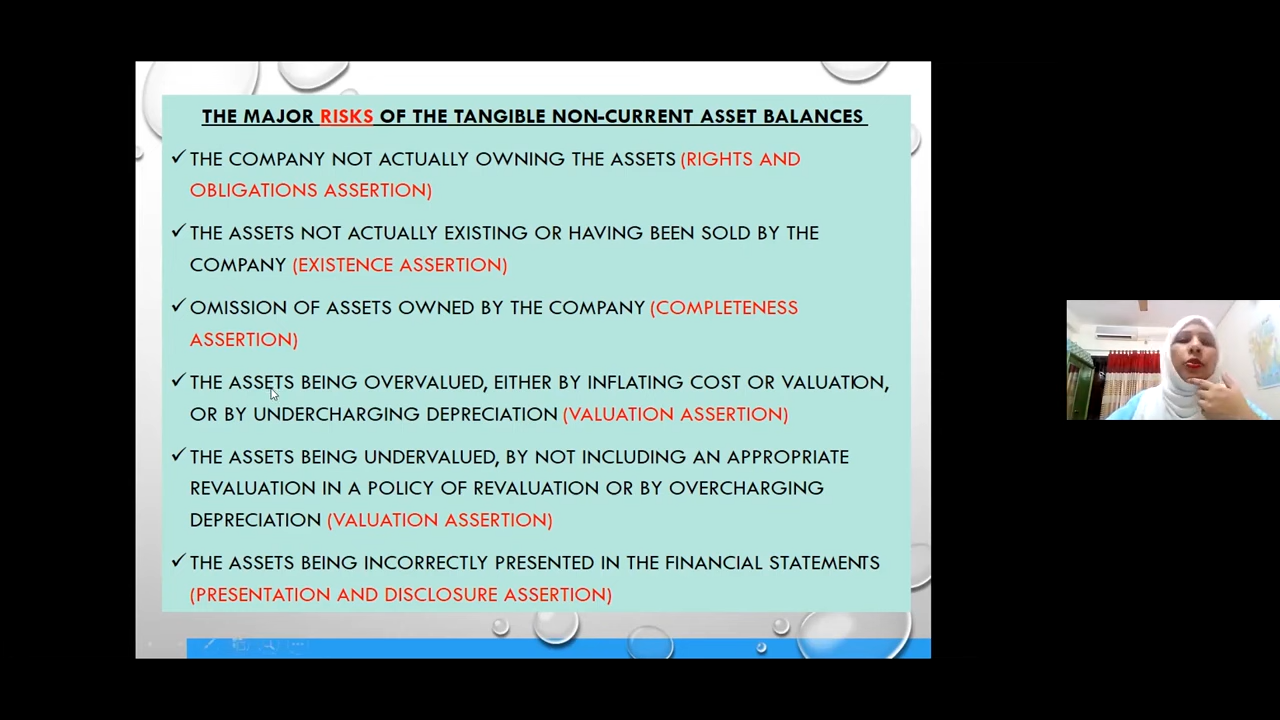 THE MAJOR RISKS OF THE TANGIBLE NON-CURRENT ASSET BALANCES
✓ THE COMPANY NOT ACTUALLY OWNING THE ASSETS (RIGHTS AND
OBLIGATIONS ASSERTION)
✓ THE ASSETS NOT ACTUALLY EXISTING OR HAVING BEEN SOLD BY THE
COMPANY (EXISTENCE ASSERTION)
✓ OMISSION OF ASSETS OWNED BY THE COMPANY (COMPLETENESS
ASSERTION)
✓ THE ASSETS BEING OVERVALUED, EITHER BY INFLATING COST OR VALUATION,
OR BY UNDERCHARGING DEPRECIATION (VALUATION ASSERTION)
✓ THE ASSETS BEING UNDERVALUED, BY NOT INCLUDING AN APPROPRIATE
REVALUATION IN A POLICY OF REVALUATION OR BY OVERCHARGING
DEPRECIATION (VALUATION ASSERTION)
✓ THE ASSETS BEING INCORRECTLY PRESENTED IN THE FINANCIAL STATEMENTS
(PRESENTATION AND DISCLOSURE ASSERTION)